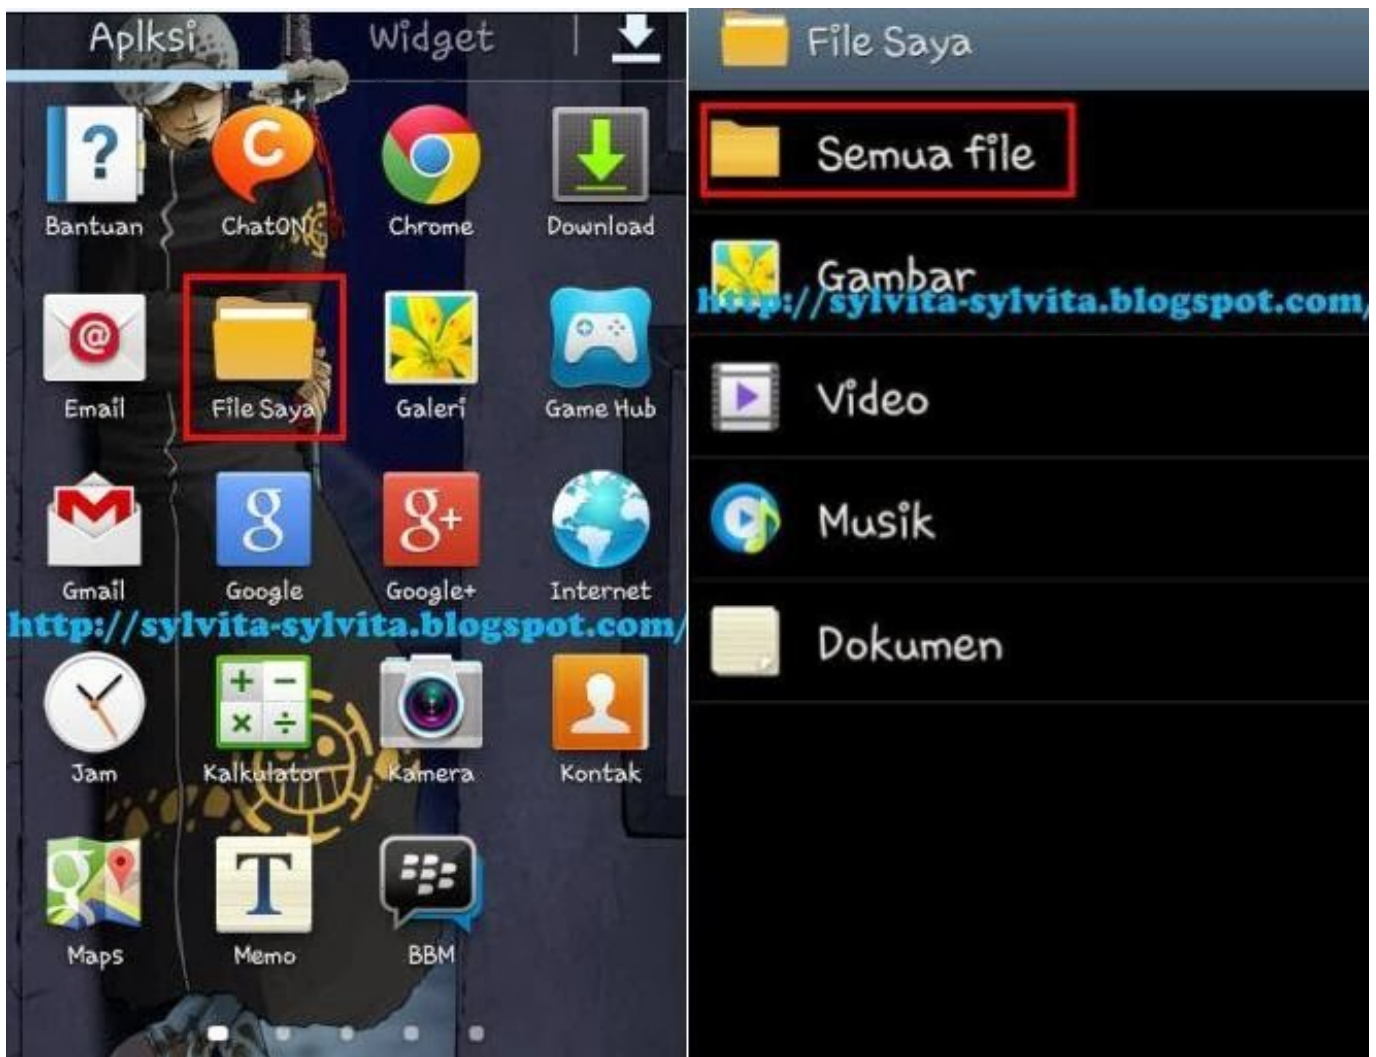 Aplksi Widget
Bantuan ChatON Chrome Download
Email File Saya Galeri Game Hub
Gmail Google Google+ Internet
http://sylvita-sylvita.blogspot.com/
Jam Kalkulator Kamera Kontak
Maps Memo BBM
File Saya
Semua file
Gambar
http://sylvita-sylvita.blogspot.com/
Video
Musik
Dokumen